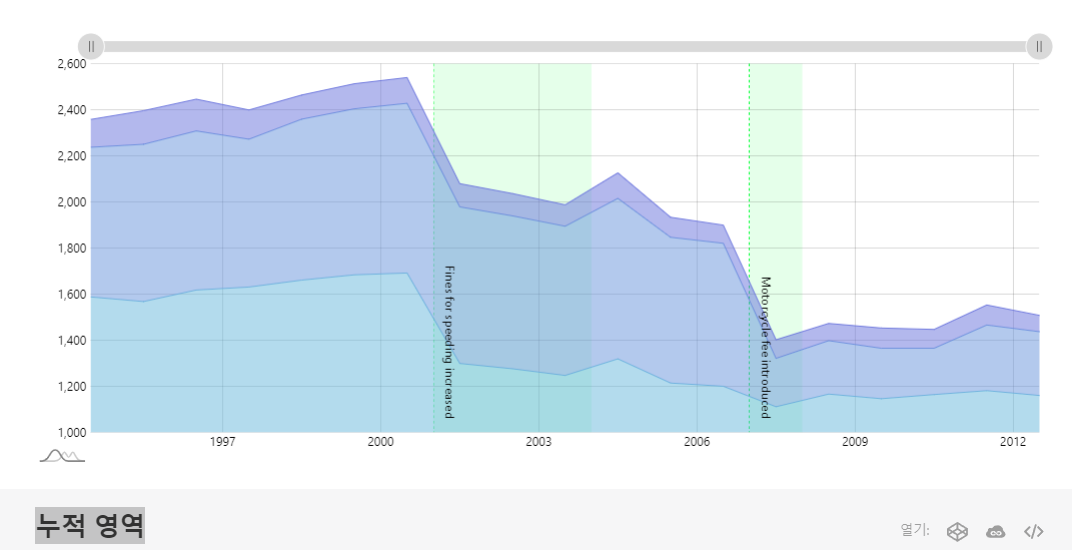 2,600
2,400
2,200
2,000
1,800
1,600
1,400
1,200
1,000
Fines for speeding increased
Motorcycle fee introduced
1997 2000 2003 2006 2009 2012
누적 영역
열기: